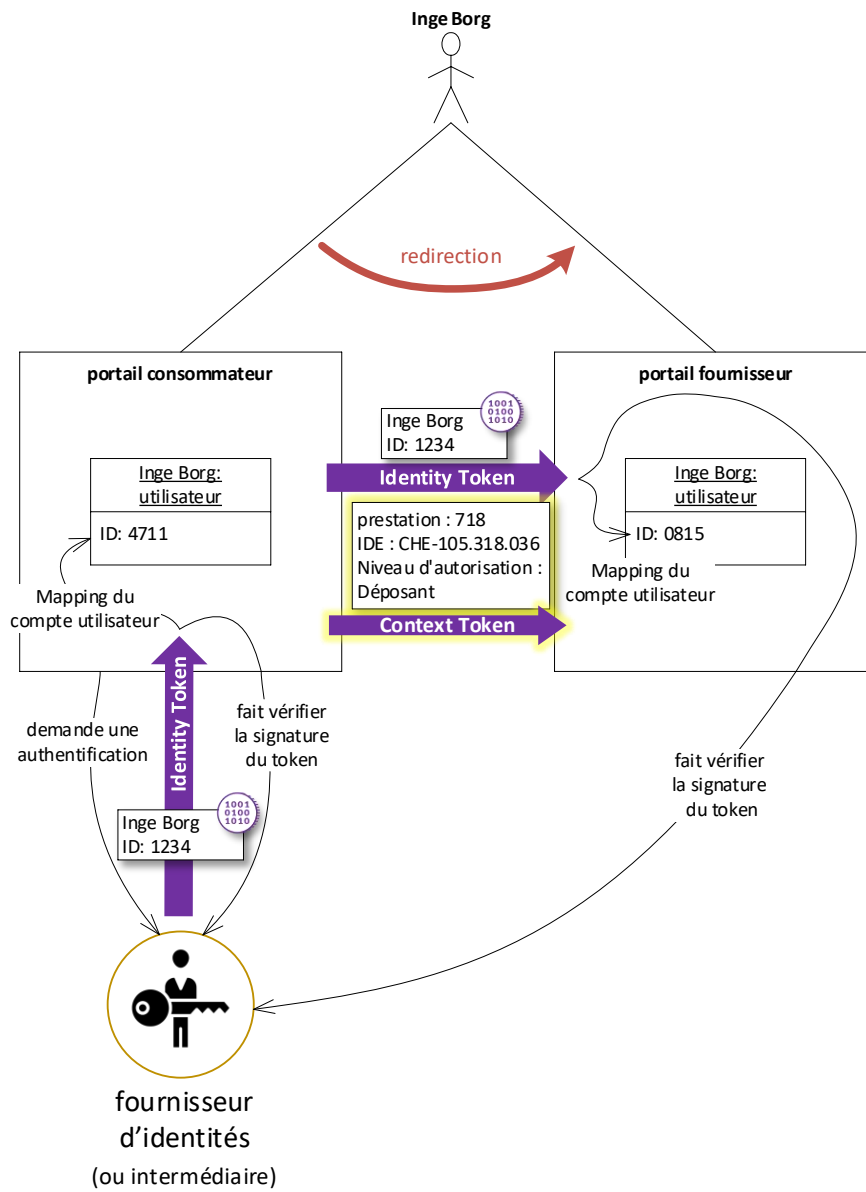 Inge Borg
redirection
portail consommateur
portail fournisseur
1001
0100
1010
Inge Borg
ID: 1234
Identity Token
Inge Borg:
utilisateur
ID: 4711
Inge Borg:
utilisateur
ID: 0815
prestation : 718
IDE : CHE-105.318.036
Niveau d'autorisation :
Déposant
Mapping du
compte utilisateur
Mapping du
compte utilisateur
Context Token
demande une
authentification
Identity Token
fait vérifier
la signature
du token
fait vérifier
la signature
du token
1001
0100
1010
Inge Borg
ID: 1234
fournisseur
d’identités
(ou intermédiaire)